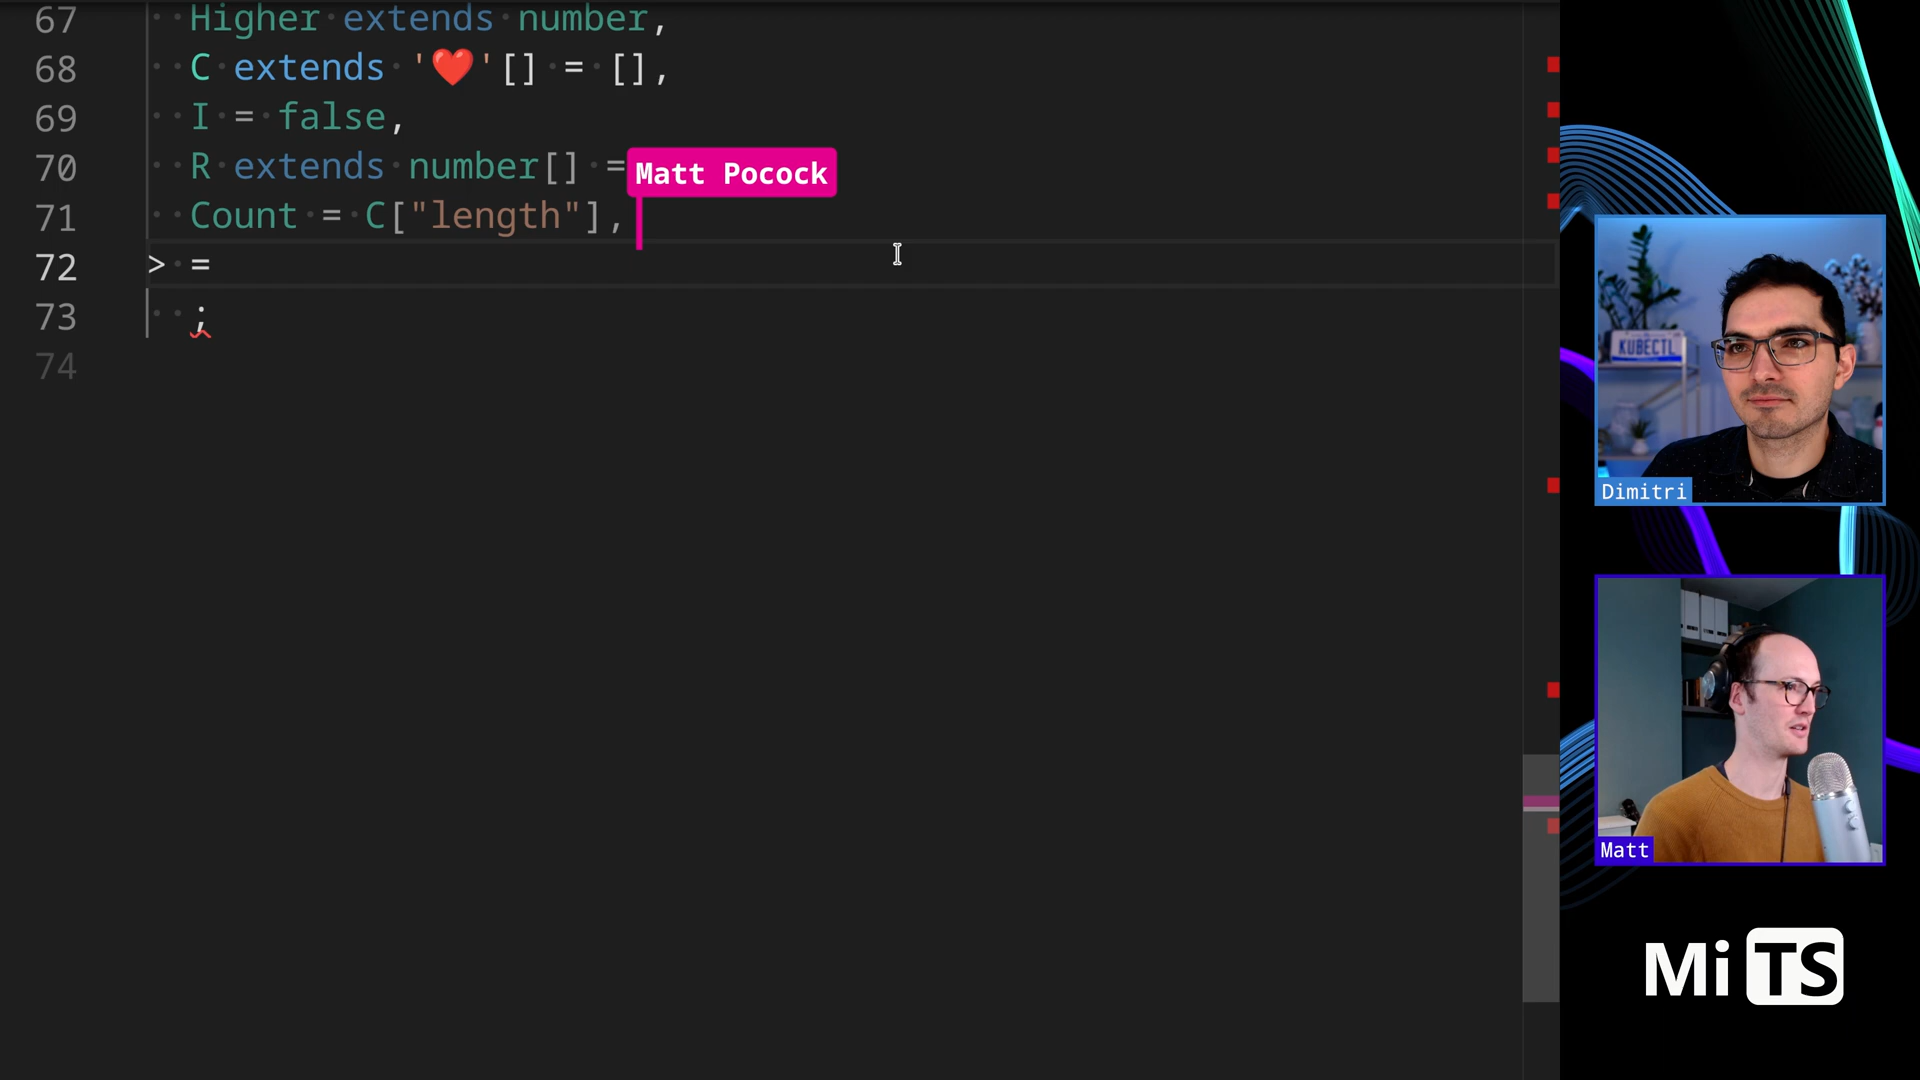 67 Higher extends number,
68 C extends '❤️'[] = [],
69 I = false,
70 R extends number[] =
Matt Pocock
71 Count = C["length"],
72 > =
73 ;
74
KUBECTL
Dimitri
Matt
MiTS